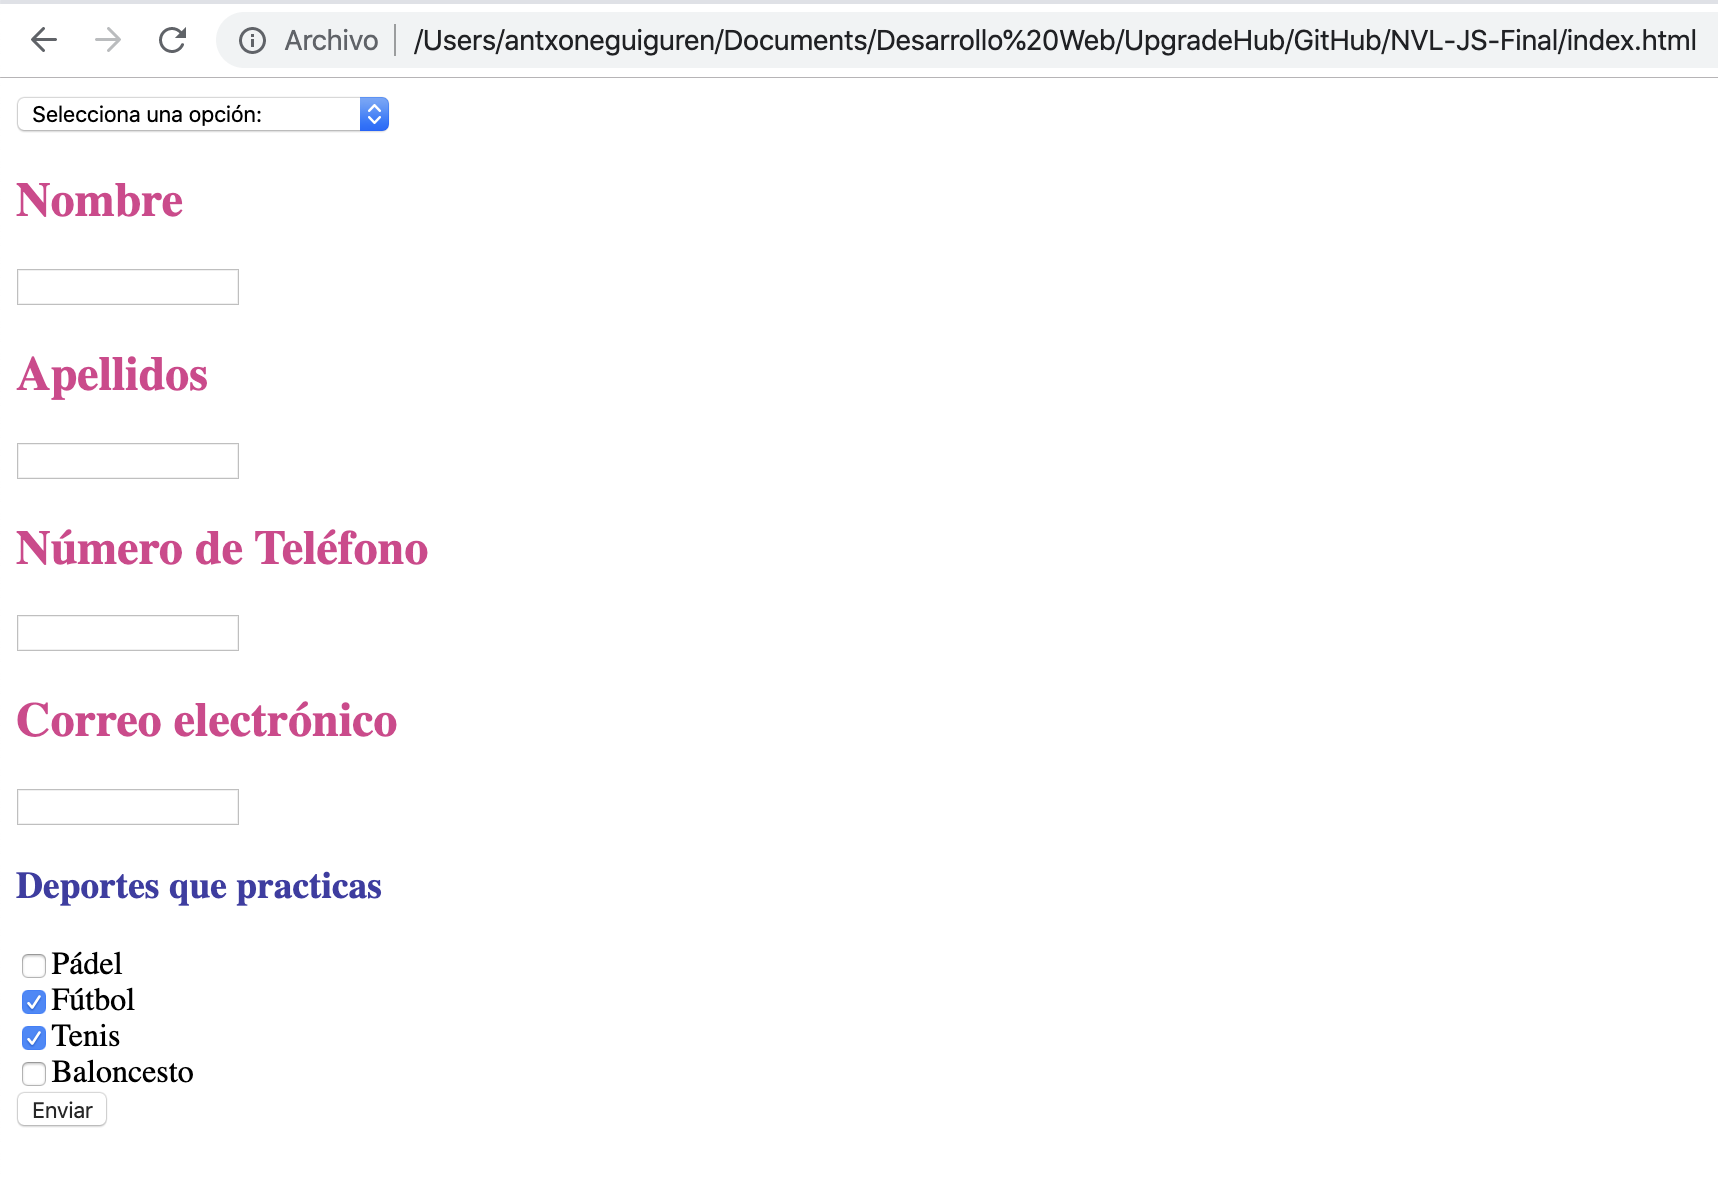 Archivo | /Users/antxoneguiguren/Documents/Desarrollo%20Web/UpgradeHub/GitHub/NVL-JS-Final/index.html
Selecciona una opción:
Nombre
Apellidos
Número de Teléfono
Correo electrónico
Deportes que practicas
Pádel
Fútbol
Tenis
Baloncesto
Enviar